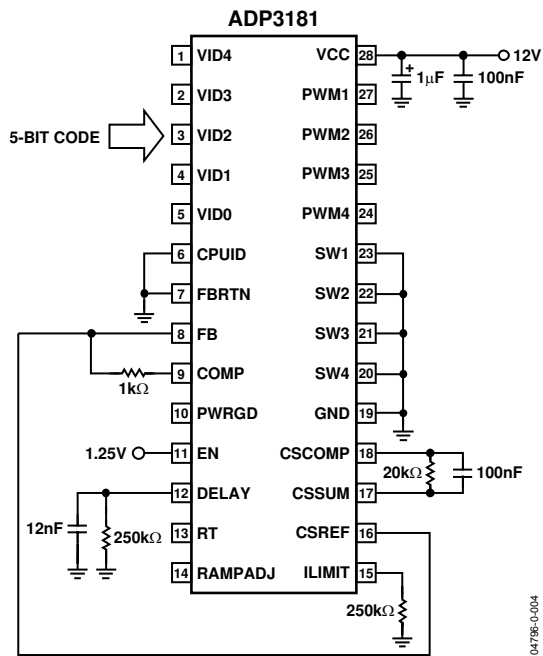 ADP3181
1 VID4
2 VID3
5-BIT CODE
3 VID2
4 VID1
5 VID0
6 CPUID
7 FBRTN
8 FB
9 COMP
1kΩ
10 PWRGD
1.25V
11 EN
12 DELAY
12nF
250kΩ
13 RT
14 RAMPADJ
VCC 28
12V
+
1μF
100nF
PWM1 27
PWM2 26
PWM3 25
PWM4 24
SW1 23
SW2 22
SW3 21
SW4 20
GND 19
CSCOMP 18
20kΩ
100nF
CSSUM 17
CSREF 16
ILIMIT 15
250kΩ
04796-0-004